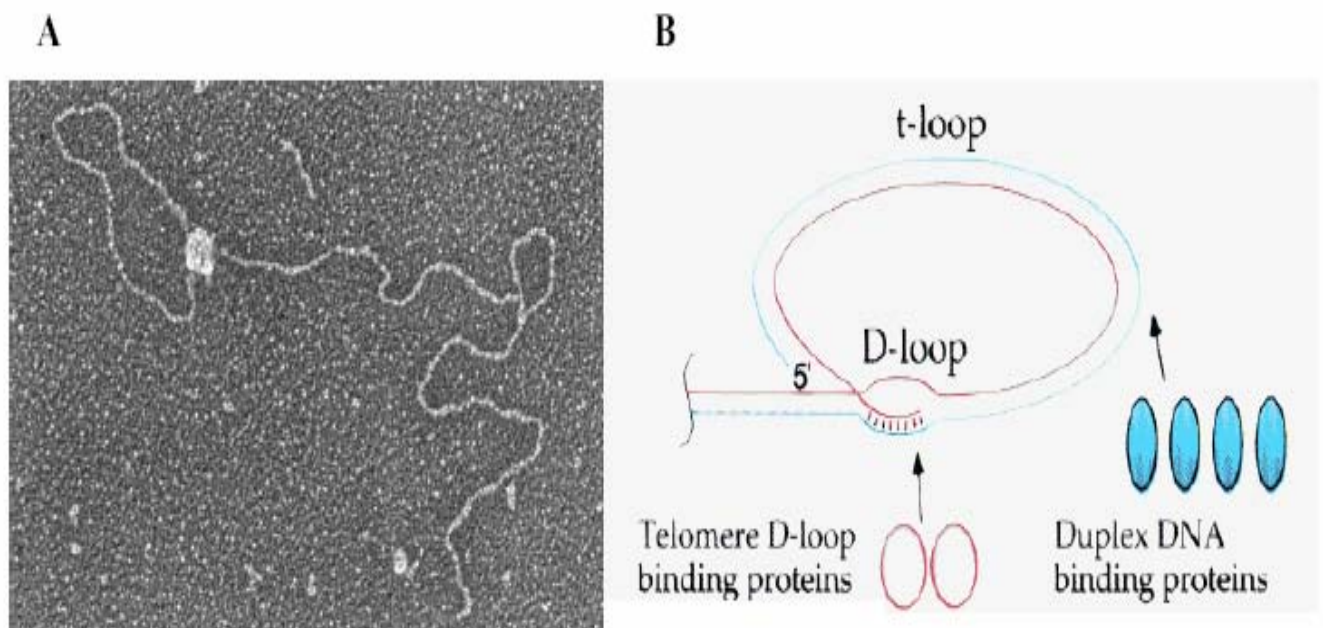 A
B
t-loop
D-loop
5'
Telomere D-loop
binding proteins
Duplex DNA
binding proteins